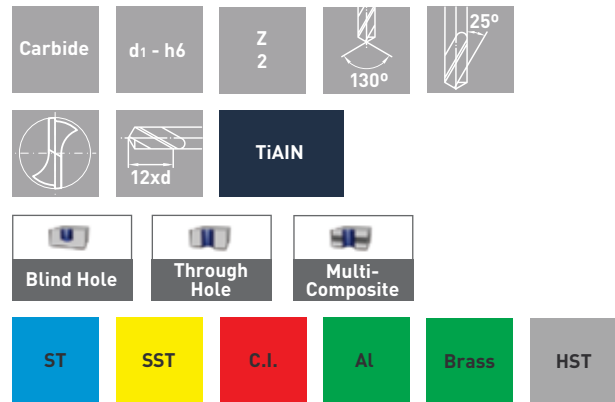 Carbide
d1 - h6
Z
2
130º
25º
12xd
TiAlN
Blind Hole
Through
Hole
Multi-
Composite
ST
SST
C.I.
Al
Brass
HST